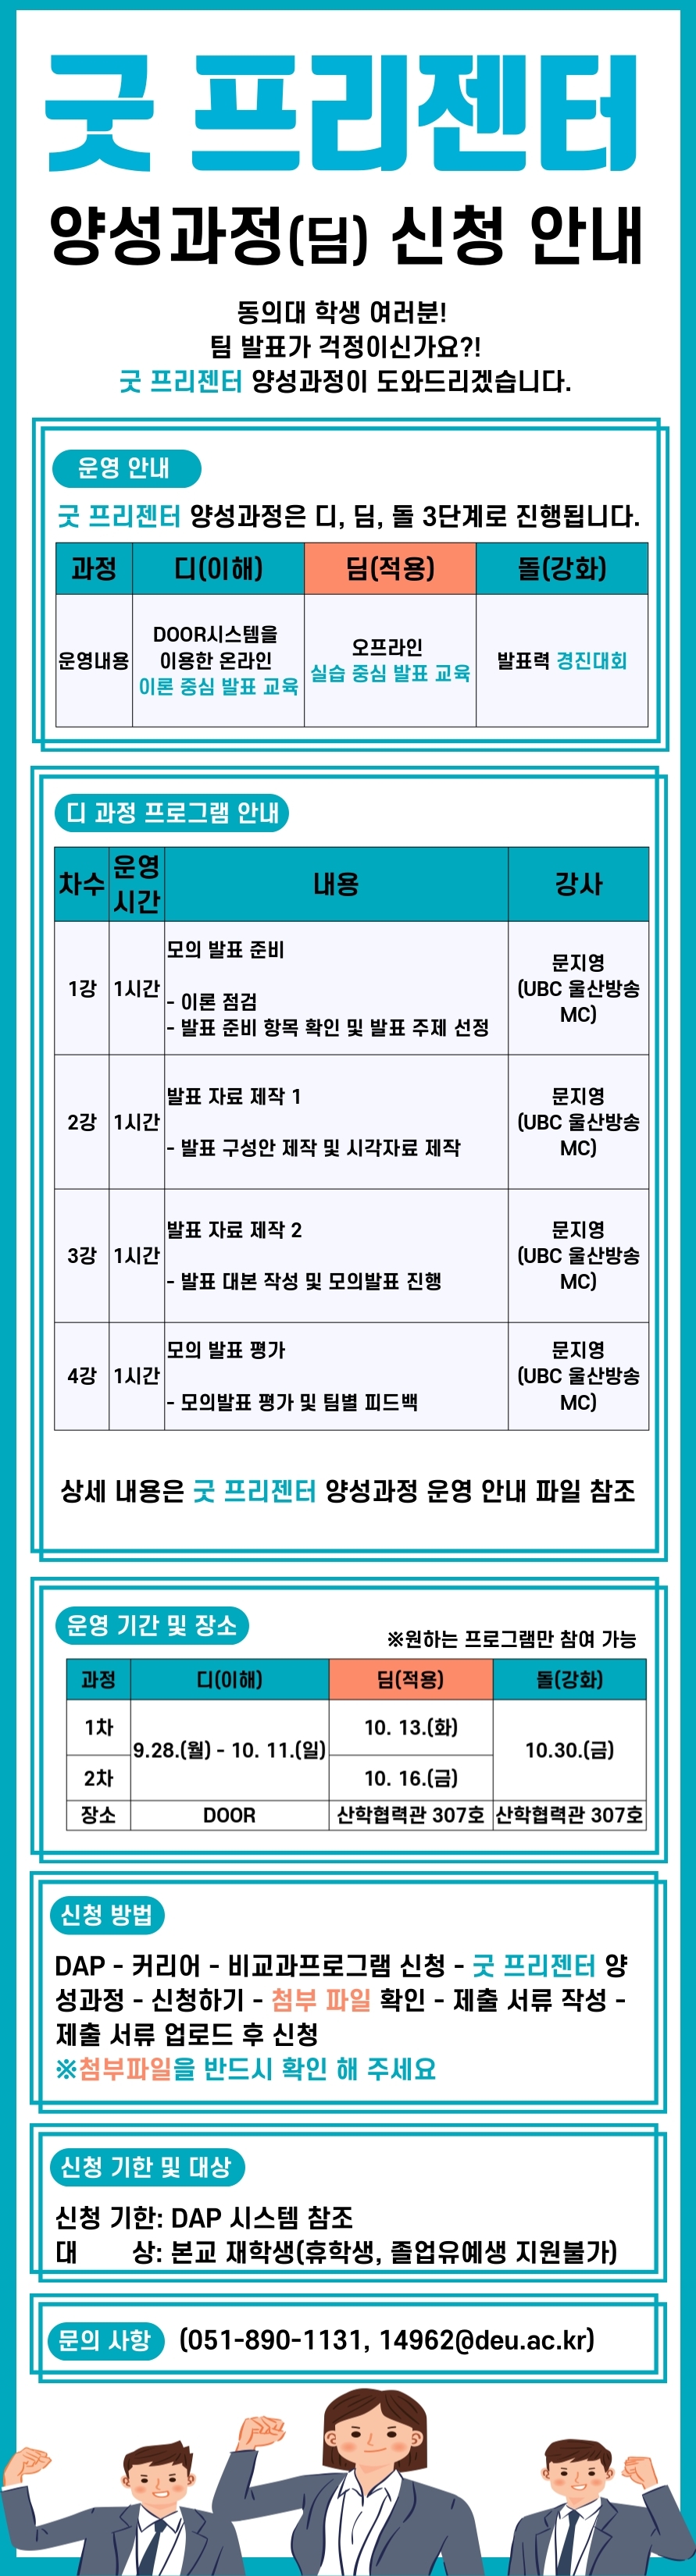 굿 프리젠터
양성과정(딤) 신청 안내
동의대 학생 여러분!
팀 발표가 걱정이신가요?!
굿 프리젠터 양성과정이 도와드리겠습니다.
운영 안내
굿 프리젠터 양성과정은 디, 딤, 돌 3단계로 진행됩니다.
과정 디(이해) 딤(적용) 돌(강화)
운영내용
DOOR시스템을
이용한 온라인
이론 중심 발표 교육
오프라인
실습 중심 발표 교육
발표력 경진대회
디 과정 프로그램 안내
차수
운영
시간
내용
강사
1강
1시간
모의 발표 준비
- 이론 점검
- 발표 준비 항목 확인 및 발표 주제 선정
문지영
(UBC 울산방송
MC)
2강
1시간
발표 자료 제작 1
- 발표 구성안 제작 및 시각자료 제작
문지영
(UBC 울산방송
MC)
3강
1시간
발표 자료 제작 2
- 발표 대본 작성 및 모의발표 진행
문지영
(UBC 울산방송
MC)
4강
1시간
모의 발표 평가
- 모의발표 평가 및 팀별 피드백
문지영
(UBC 울산방송
MC)
상세 내용은 굿 프리젠터 양성과정 운영 안내 파일 참조
운영 기간 및 장소
※원하는 프로그램만 참여 가능
과정 디(이해) 딤(적용) 돌(강화)
1차
9.28.(월) - 10. 11.(일)
10. 13.(화)
10.30.(금)
2차
10. 16.(금)
장소 DOOR 산학협력관 307호 산학협력관 307호
신청 방법
DAP - 커리어 - 비교과프로그램 신청 - 굿 프리젠터 양
성과정 - 신청하기 - 첨부 파일 확인 - 제출 서류 작성 -
제출 서류 업로드 후 신청
※첨부파일을 반드시 확인 해 주세요
신청 기한 및 대상
신청 기한: DAP 시스템 참조
대 상: 본교 재학생(휴학생, 졸업유예생 지원불가)
문의 사항 (051-890-1131, 14962@deu.ac.kr)